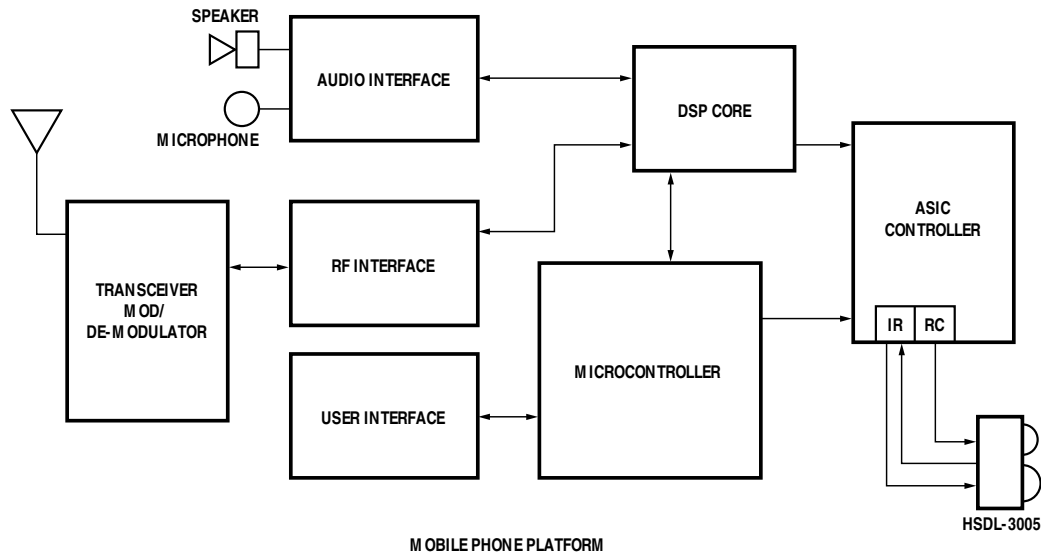 SPEAKER
AUDIO INTERFACE
MICROPHONE
DSP CORE
ASIC
CONTROLLER
RF INTERFACE
TRANSCEIVER
MOD/
DE-MODULATOR
IR RC
MICROCONTROLLER
USER INTERFACE
HSDL-3005
MOBILE PHONE PLATFORM